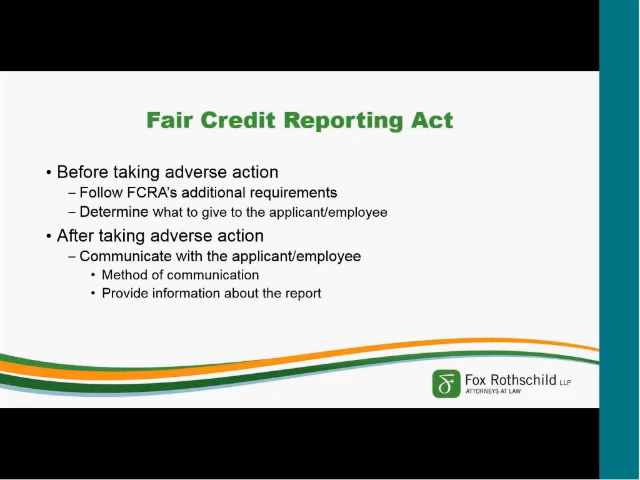 Fair Credit Reporting Act
• Before taking adverse action
– Follow FCRA's additional requirements
– Determine what to give to the applicant/employee
• After taking adverse action
– Communicate with the applicant/employee
• Method of communication
• Provide information about the report
Fox Rothschild LLP
ATTORNEYS AT LAW